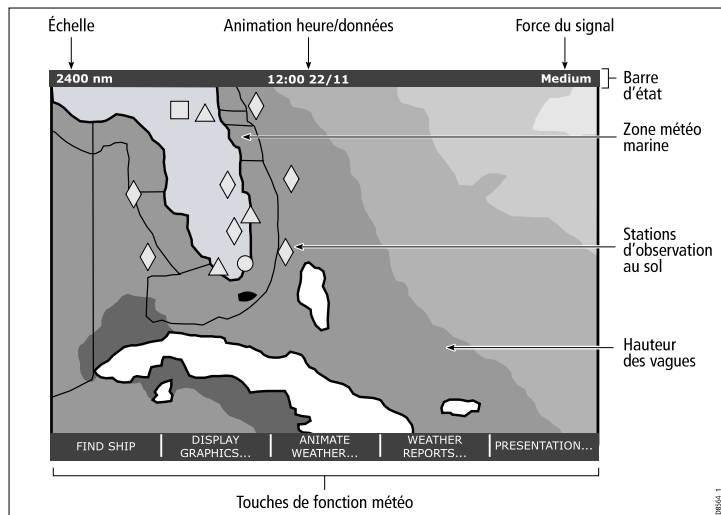 Échelle
Animation heure/données
Force du signal
2400 nm
12:00 22/11
Medium
Barre
d'état
Zone météo
marine
Stations
d'observation
au sol
Hauteur
des vagues
FIND SHIP
DISPLAY
GRAPHICS...
ANIMATE
WEATHER...
WEATHER
REPORTS...
PRESENTATION...
Touches de fonction météo
D8564_1